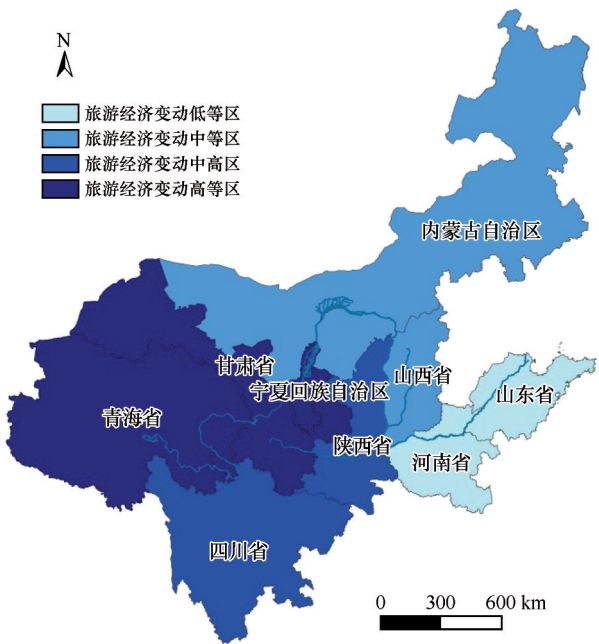 N
旅游经济变动低等区
旅游经济变动中等区
旅游经济变动中高区
旅游经济变动高等区
内蒙古自治区
甘肃省
宁夏回族自治区
山西省
山东省
青海省
陕西省
河南省
四川省
0 300 600 km